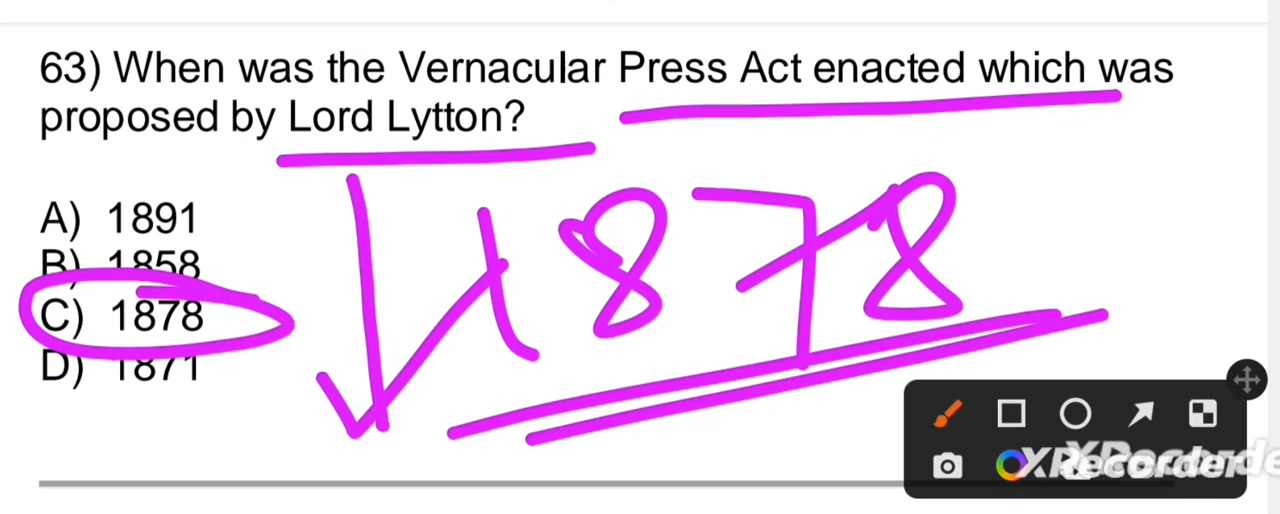 63) When was the Vernacular Press Act enacted which was
proposed by Lord Lytton?
A) 1891
B) 1858
C) 1878
D) 1871
1878
XRecorder